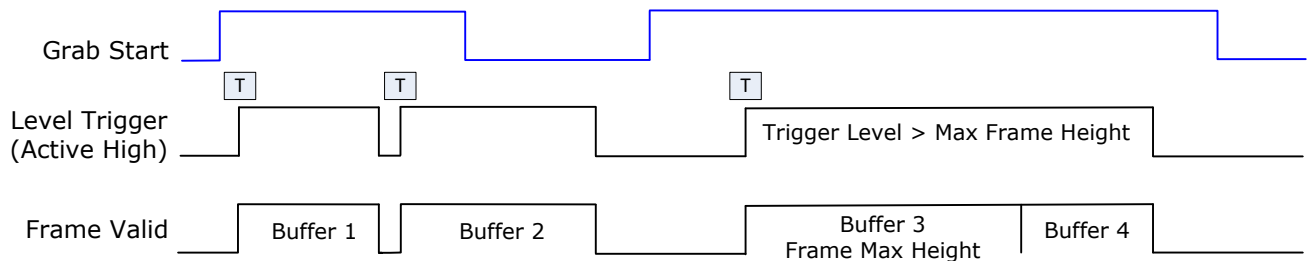 Grab Start
T
T
T
Level Trigger
(Active High)
Trigger Level > Max Frame Height
Frame Valid
Buffer 1
Buffer 2
Buffer 3
Frame Max Height
Buffer 4